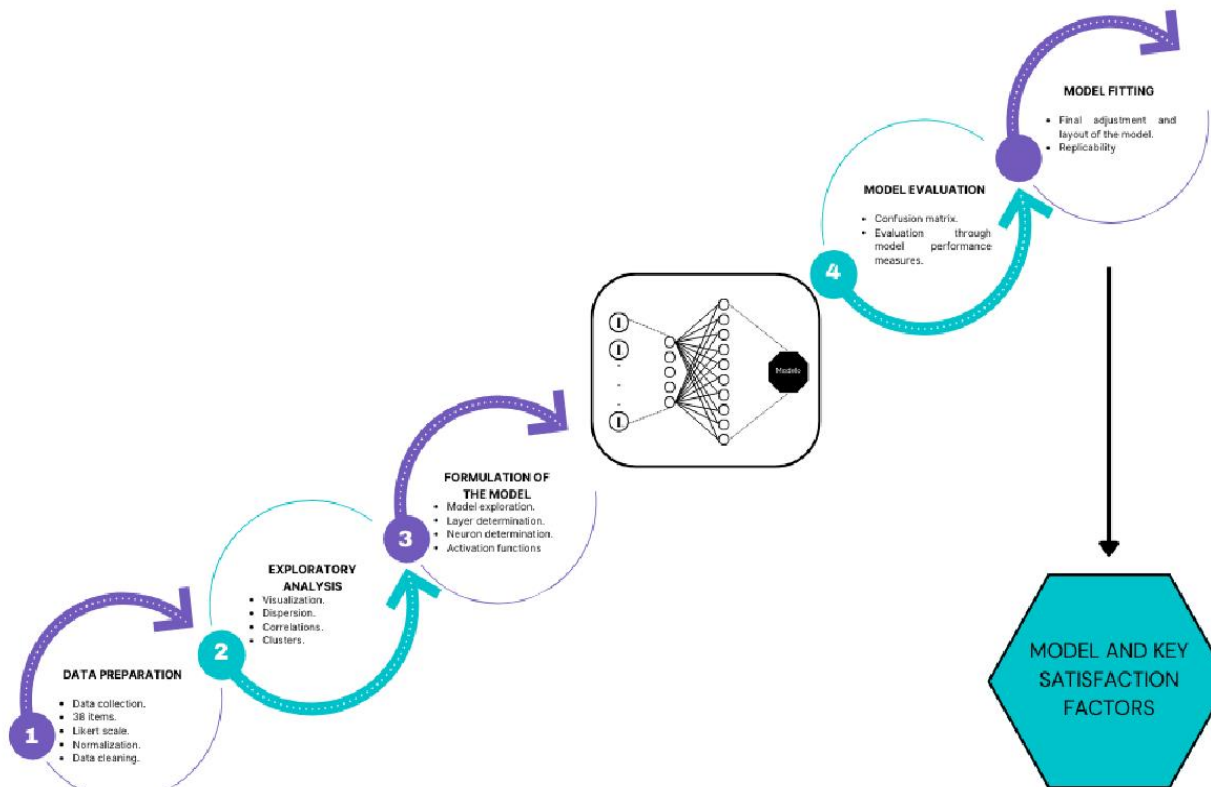 1
DATA PREPARATION
• Data collection.
• 38 items.
• Likert scale.
• Normalization.
• Data cleaning.
2
EXPLORATORY
ANALYSIS
• Visualization.
• Dispersion.
• Correlations.
• Clusters.
3
FORMULATION OF
THE MODEL
• Model exploration.
• Layer determination.
• Neuron determination.
• Activation functions
I
I
I
Modelo
4
MODEL EVALUATION
• Confusion matrix.
• Evaluation through
model performance
measures.
MODEL FITTING
• Final adjustment and
layout of the model.
• Replicability
MODEL AND KEY
SATISFACTION
FACTORS